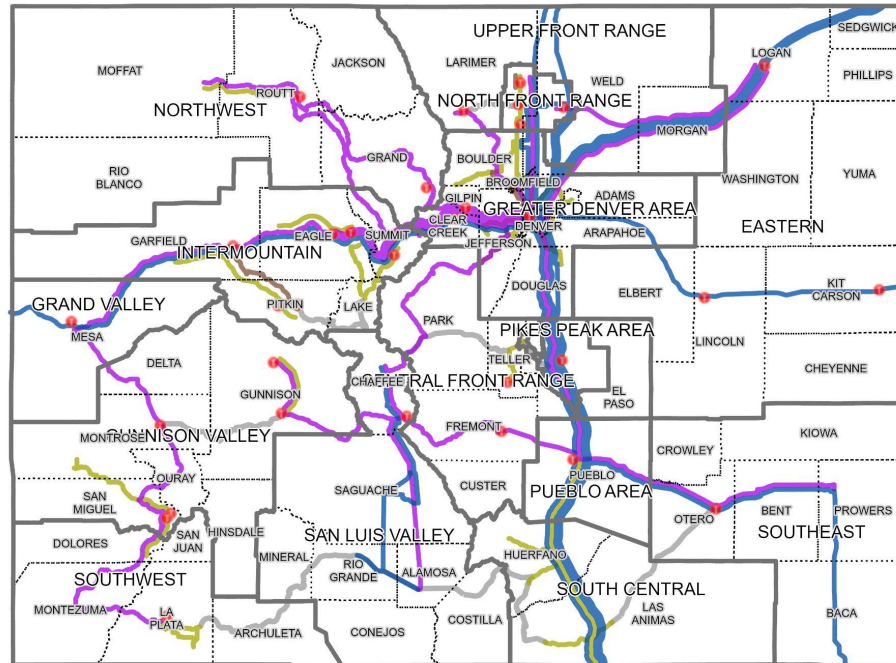 UPPER FRONT RANGE
SEDGWICK
LOGAN
PHILLIPS
MOFFAT
JACKSON
LARIMER
WELD
ROUTT
NORTHWEST
NORTH FRONT RANGE
MORGAN
GRAND
BOULDER
RIO
BLANCO
WASHINGTON
YUMA
BROOMFIELD
GILPIN
ADAMS
GREATER DENVER AREA
CLEAR
CREEK
DENVER
EASTERN
GARFIELD
EAGLE
SUMMIT
JEFFERSON
ARAPAHOE
INTERMOUNTAIN
DOUGLAS
ELBERT
KIT
CARSON
GRAND VALLEY
PITKIN
LAKE
PARK
MESA
PIKES PEAK AREA
LINCOLN
DELTA
TELLER
CHEYENNE
CHAFFEE
CENTRAL FRONT RANGE
GUNNISON
EL
PASO
MONTROSE
GUNNISON VALLEY
FREMONT
KIOWA
CROWLEY
OURAY
SAGUACHE
CUSTER
PUEBLO
PUEBLO AREA
SAN
MIGUEL
OTERO
BENT
PROWERS
SAN
JUAN
HINSDALE
SAN LUIS VALLEY
SOUTHEAST
DOLORES
MINERAL
RIO
GRANDE
ALAMOSA
HUERFANO
SOUTHWEST
SOUTH CENTRAL
MONTEZUMA
LA
PLATA
ARCHULETA
CONEJOS
COSTILLA
LAS
ANIMAS
BACA